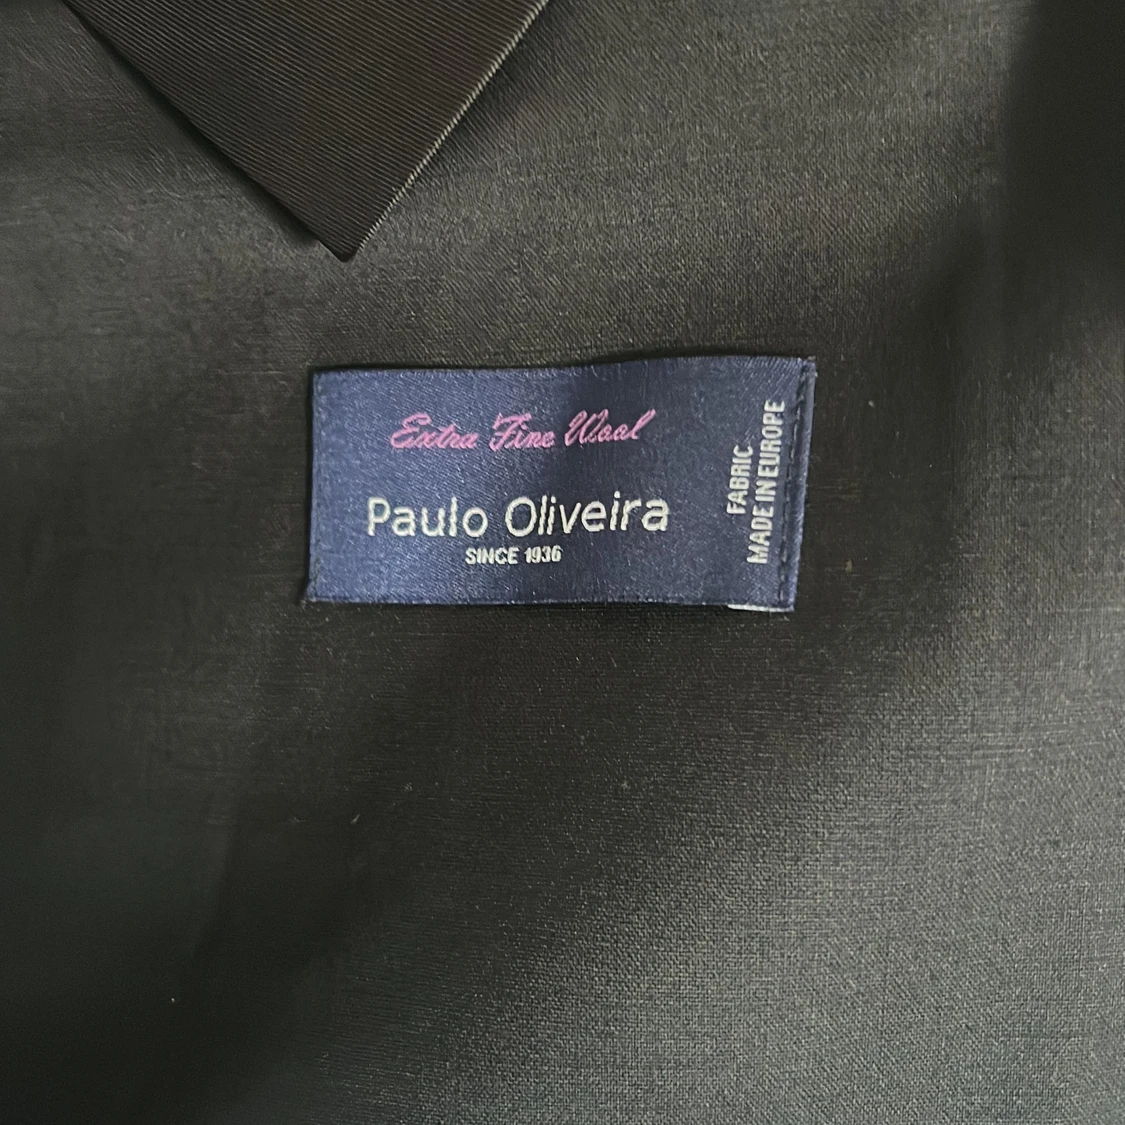 Extra Fine Wool
Paulo Oliveira
SINCE 1936
FABRIC
MADE IN EUROPE